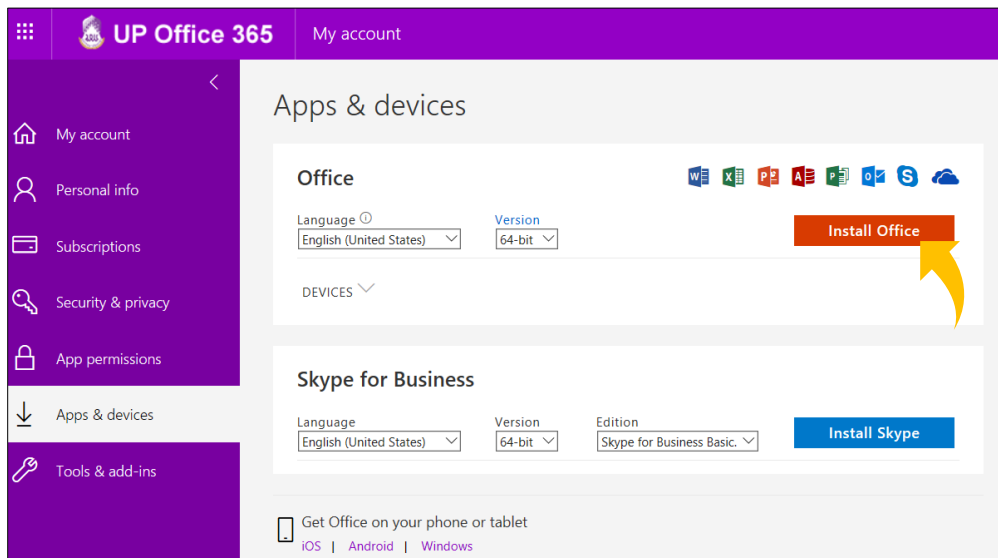 UP Office 365
My account
My account
Personal info
Subscriptions
Security & privacy
App permissions
Apps & devices
Tools & add-ins
Apps & devices
Office
Language
Version
English (United States)
64-bit
Install Office
DEVICES
Skype for Business
Language
Version
Edition
English (United States)
64-bit
Skype for Business Basic.
Install Skype
Get Office on your phone or tablet
iOS | Android | Windows